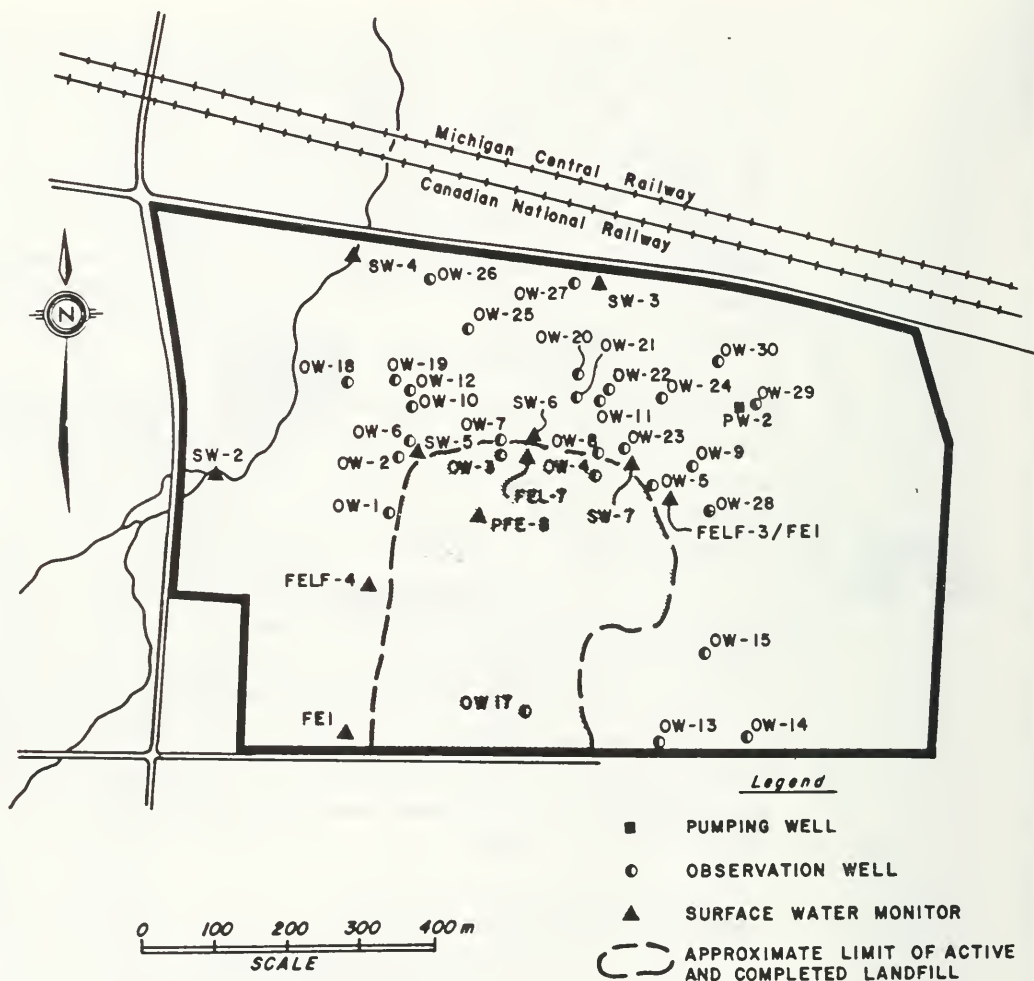 Michigan Central Railway
Canadian National Railway
N
SW-4
OW-26
OW-27
SW-3
OW-25
OW-20
OW-21
OW-30
OW-18
OW-19
OW-12
OW-10
OW-22
OW-24
OW-29
PW-2
OW-11
SW-6
OW-7
OW-6
SW-5
OW-8
OW-23
OW-2
OW-3
OW-4
OW-9
SW-2
FEL-7
OW-5
OW-1
PFE-8
SW-7
OW-28
FELF-3/FE1
FELF-4
OW-15
OW 17
FE1
OW-13
OW-14
Legend
PUMPING WELL
OBSERVATION WELL
SURFACE WATER MONITOR
APPROXIMATE LIMIT OF ACTIVE
AND COMPLETED LANDFILL
0 100 200 300 400 m
SCALE